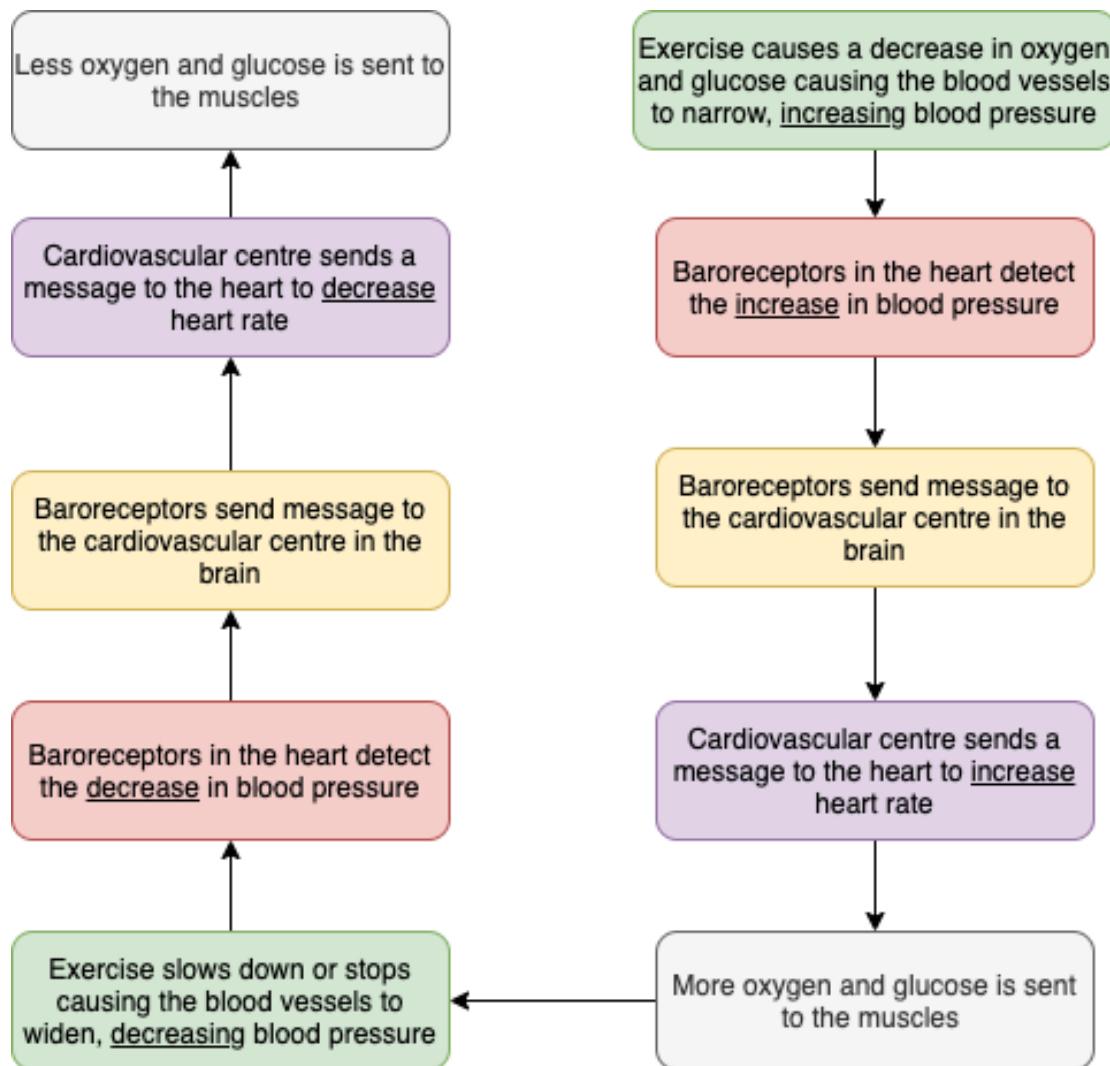 Exercise causes a decrease in oxygen
and glucose causing the blood vessels
to narrow, increasing blood pressure
Baroreceptors in the heart detect
the increase in blood pressure
Baroreceptors send message to
the cardiovascular centre in the
brain
Cardiovascular centre sends a
message to the heart to increase
heart rate
More oxygen and glucose is sent
to the muscles
Exercise slows down or stops
causing the blood vessels to
widen, decreasing blood pressure
Baroreceptors in the heart detect
the decrease in blood pressure
Baroreceptors send message to
the cardiovascular centre in the
brain
Cardiovascular centre sends a
message to the heart to decrease
heart rate
Less oxygen and glucose is sent to
the muscles